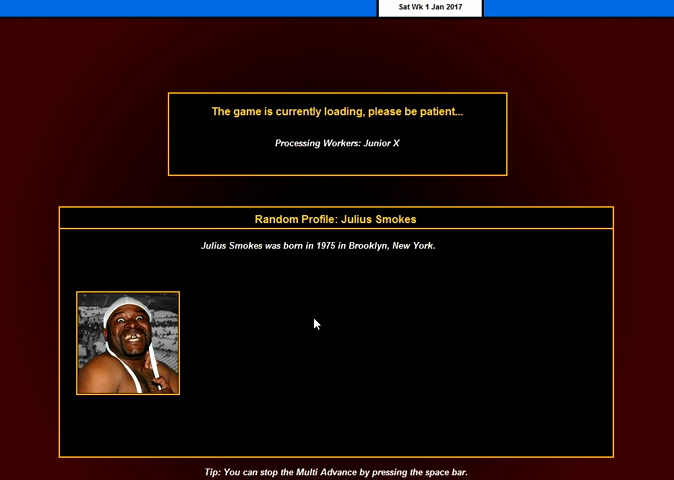 Sat Wk 1 Jan 2017
The game is currently loading, please be patient...
Processing Workers: Junior X
Random Profile: Julius Smokes
Julius Smokes was born in 1975 in Brooklyn, New York.
Tip: You can stop the Multi Advance by pressing the space bar.